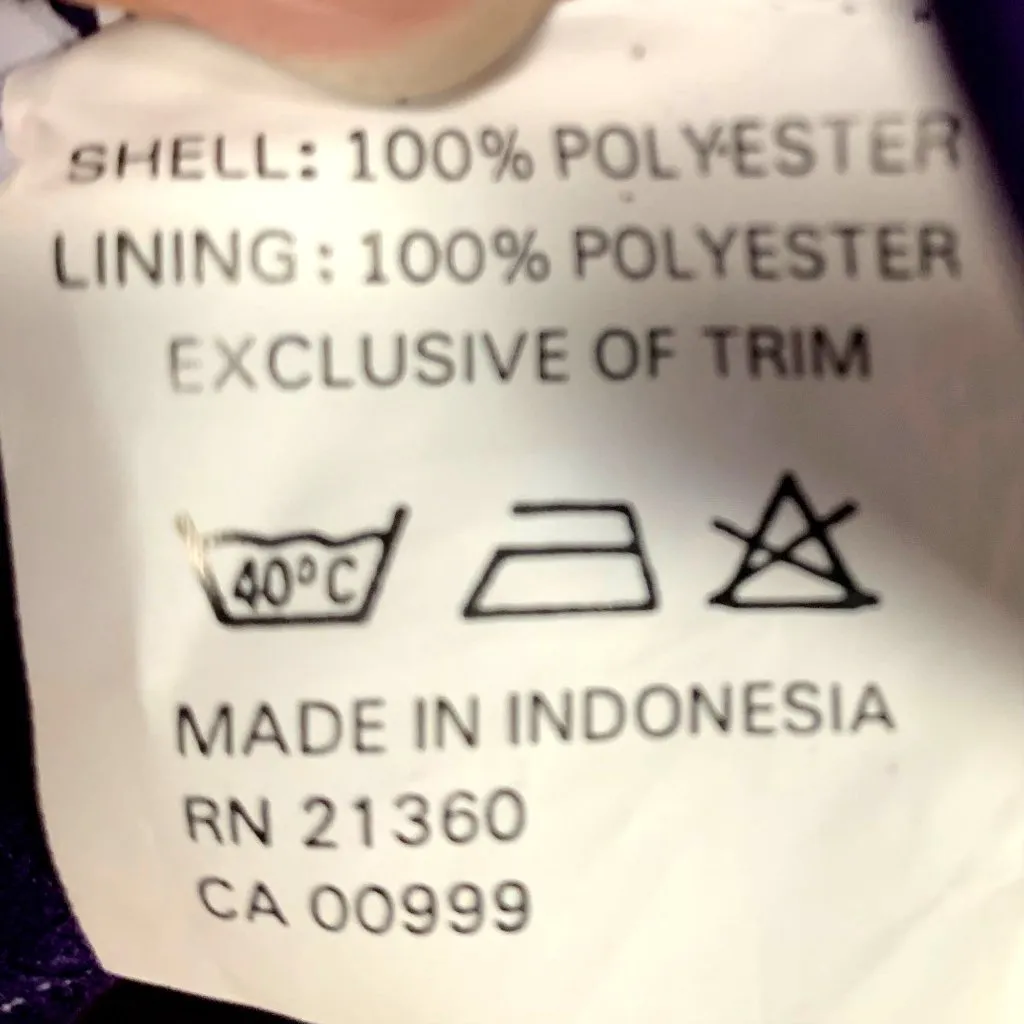 SHELL: 100% POLYESTER
LINING: 100% POLYESTER
EXCLUSIVE OF TRIM
40°C
MADE IN INDONESIA
RN 21360
CA 00999